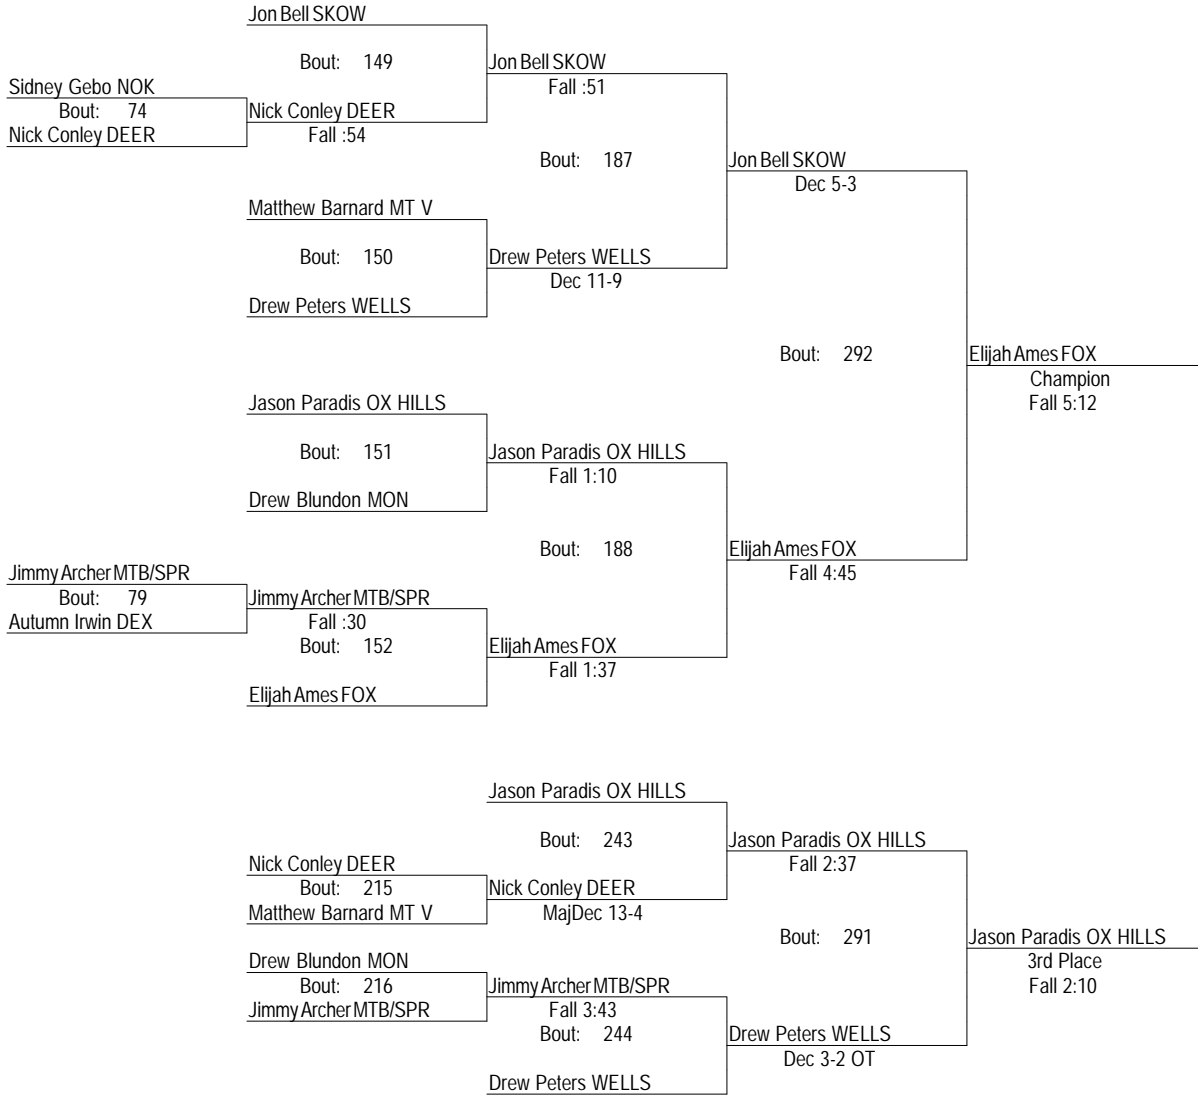 Jon Bell SKOW
Bout: 149
Jon Bell SKOW
Fall :51
Sidney Gebo NOK
Bout: 74
Nick Conley DEER
Nick Conley DEER
Fall :54
Bout: 187
Jon Bell SKOW
Dec 5-3
Matthew Barnard MT V
Bout: 150
Drew Peters WELLS
Dec 11-9
Drew Peters WELLS
Bout: 292
Elijah Ames FOX
Champion
Fall 5:12
Jason Paradis OX HILLS
Bout: 151
Jason Paradis OX HILLS
Fall 1:10
Drew Blundon MON
Bout: 188
Elijah Ames FOX
Fall 4:45
Jimmy Archer MTB/SPR
Bout: 79
Autumn Irwin DEX
Jimmy Archer MTB/SPR
Fall :30
Bout: 152
Elijah Ames FOX
Fall 1:37
Elijah Ames FOX
Jason Paradis OX HILLS
Bout: 243
Jason Paradis OX HILLS
Fall 2:37
Nick Conley DEER
Bout: 215
Matthew Barnard MT V
Nick Conley DEER
MajDec 13-4
Bout: 291
Jason Paradis OX HILLS
3rd Place
Fall 2:10
Drew Blundon MON
Bout: 216
Jimmy Archer MTB/SPR
Jimmy Archer MTB/SPR
Fall 3:43
Bout: 244
Drew Peters WELLS
Dec 3-2 OT
Drew Peters WELLS